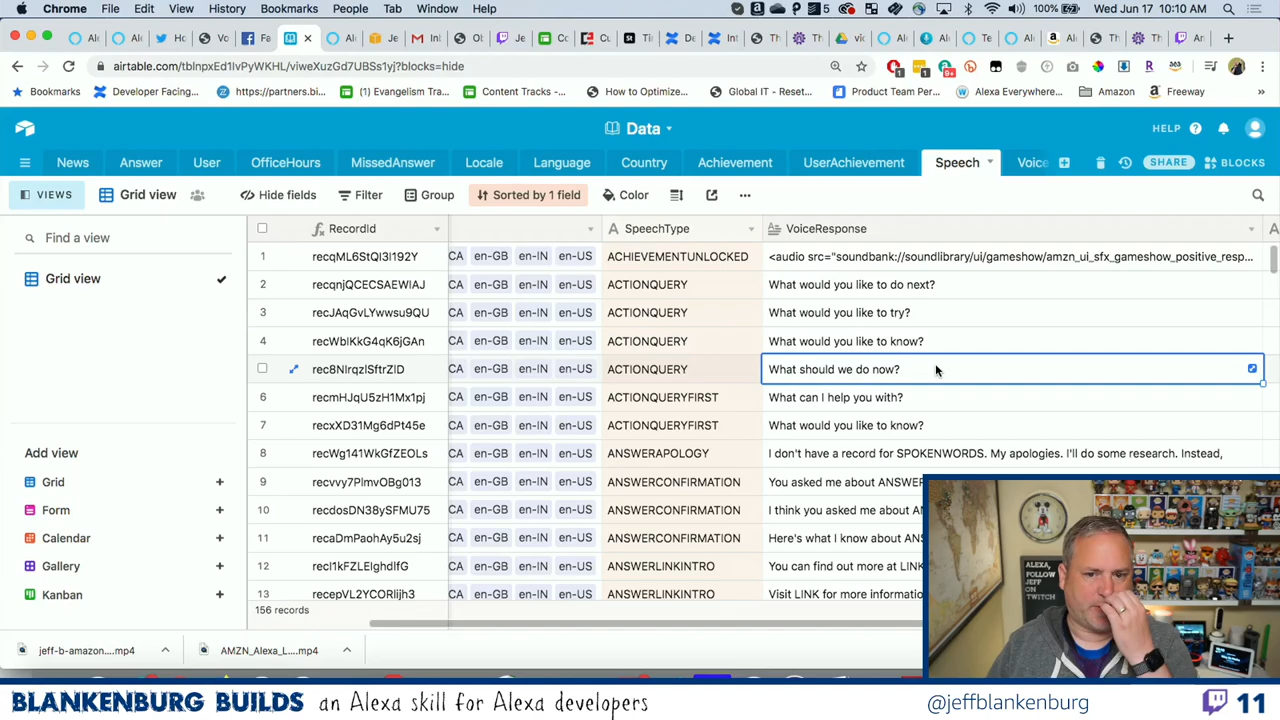 Chrome File Edit View History Bookmarks People Tab Window Help 5 100% Wed Jun 17 10:10 AM
airtable.com/tblnpxEd1IvPyWKHL/viweXuzGd7UBSs1yj?blocks=hide
Bookmarks Developer Facing... https://partners.bi... (1) Evangelism Tra... Content Tracks -... How to Optimize... Global IT - Reset... Product Team Per... Alexa Everywhere... Amazon Freeway »
Data
HELP
News Answer User OfficeHours MissedAnswer Locale Language Country Achievement UserAchievement Speech Voice SHARE BLOCKS
VIEWS Grid view Hide fields Filter Group Sorted by 1 field Color
Find a view
Grid view
RecordId SpeechType VoiceResponse
1 recqML6StQI3I192Y CA en-GB en-IN en-US ACHIEVEMENTUNLOCKED <audio src="soundbank://soundlibrary/ui/gameshow/amzn_ui_sfx_gameshow_positive_resp...
2 recqnjQCECSAEWIAJ CA en-GB en-IN en-US ACTIONQUERY What would you like to do next?
3 recJAqGvLYwwsu9QU CA en-GB en-IN en-US ACTIONQUERY What would you like to try?
4 recWbIKkG4qK6jGAn CA en-GB en-IN en-US ACTIONQUERY What would you like to know?
rec8NIrqzlSftrZlD CA en-GB en-IN en-US ACTIONQUERY What should we do now?
6 recmHJqU5zH1Mx1pj CA en-GB en-IN en-US ACTIONQUERYFIRST What can I help you with?
7 recxXD31Mg6dPt45e CA en-GB en-IN en-US ACTIONQUERYFIRST What would you like to know?
8 recWg141WkGfZEOLs CA en-GB en-IN en-US ANSWERAPOLOGY I don't have a record for SPOKENWORDS. My apologies. I'll do some research. Instead,
9 recvvy7PlmvOBg013 CA en-GB en-IN en-US ANSWERCONFIRMATION You asked me about ANSWE
10 recdosDN38ySFMU75 CA en-GB en-IN en-US ANSWERCONFIRMATION I think you asked me about AN
11 recaDmPaohAy5u2sj CA en-GB en-IN en-US ANSWERCONFIRMATION Here's what I know about ANS
12 recI1kFZLElghdIfG CA en-GB en-IN en-US ANSWERLINKINTRO You can find out more at LINK
13 recepVL2YCORlijh3 CA en-GB en-IN en-US ANSWERLINKINTRO Visit LINK for more informatio
Add view
Grid +
Form +
Calendar +
Gallery +
Kanban +
156 records
ALEXA, FOLLOW JEFF ON TWITCH
jeff-b-amazon....mp4 AMZN_Alexa_L....mp4
BLANKENBURG BUILDS an Alexa skill for Alexa developers @jeffblankenburg 11